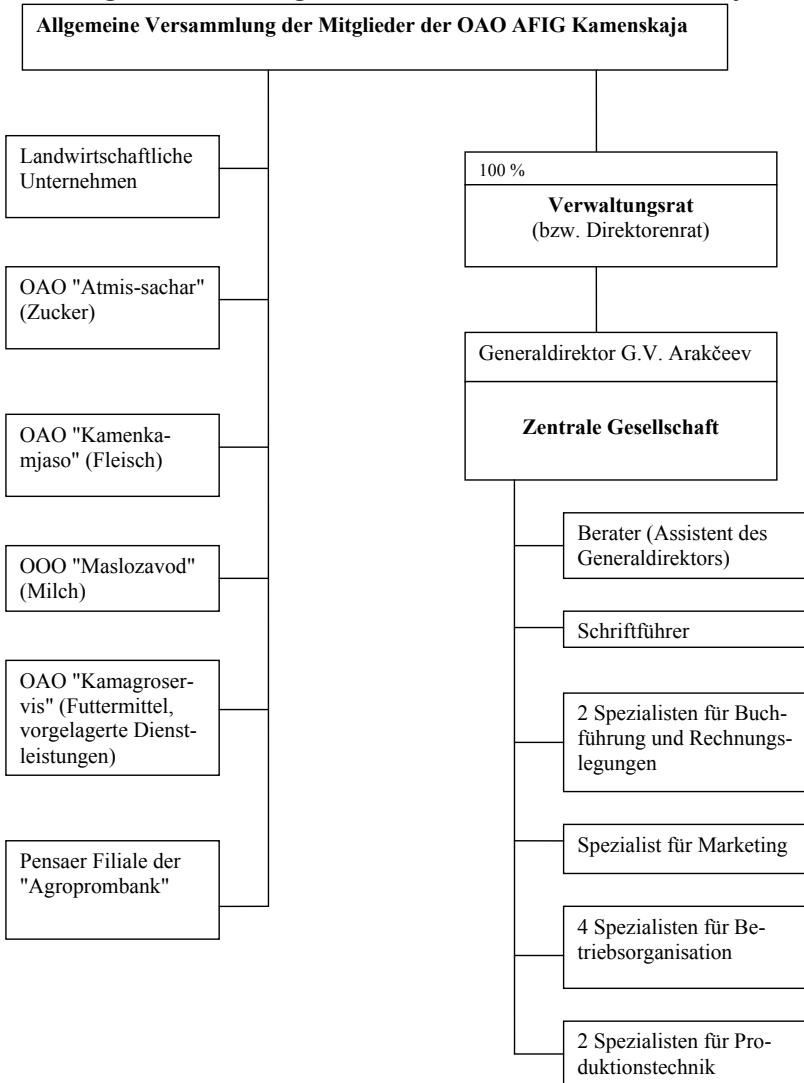 Allgemeine Versammlung der Mitglieder der OAO AFIG Kamenskaja
Landwirtschaftliche
Unternehmen
OAO "Atmis-sachar"
(Zucker)
OAO "Kamenka-
mjaso" (Fleisch)
OOO "Maslozavod"
(Milch)
OAO "Kamagroser-
vis" (Futtermittel,
vorgelagerte Dienst-
leistungen)
Pensaer Filiale der
"Agroprombank"
100 %
Verwaltungsrat
(bzw. Direktorenrat)
Generaldirektor G.V. Arakčeev
Zentrale Gesellschaft
Berater (Assistent des
Generaldirektors)
Schriftführer
2 Spezialisten für Buch-
führung und Rechnungs-
legungen
Spezialist für Marketing
4 Spezialisten für Be-
triebsorganisation
2 Spezialisten für Pro-
duktionstechnik